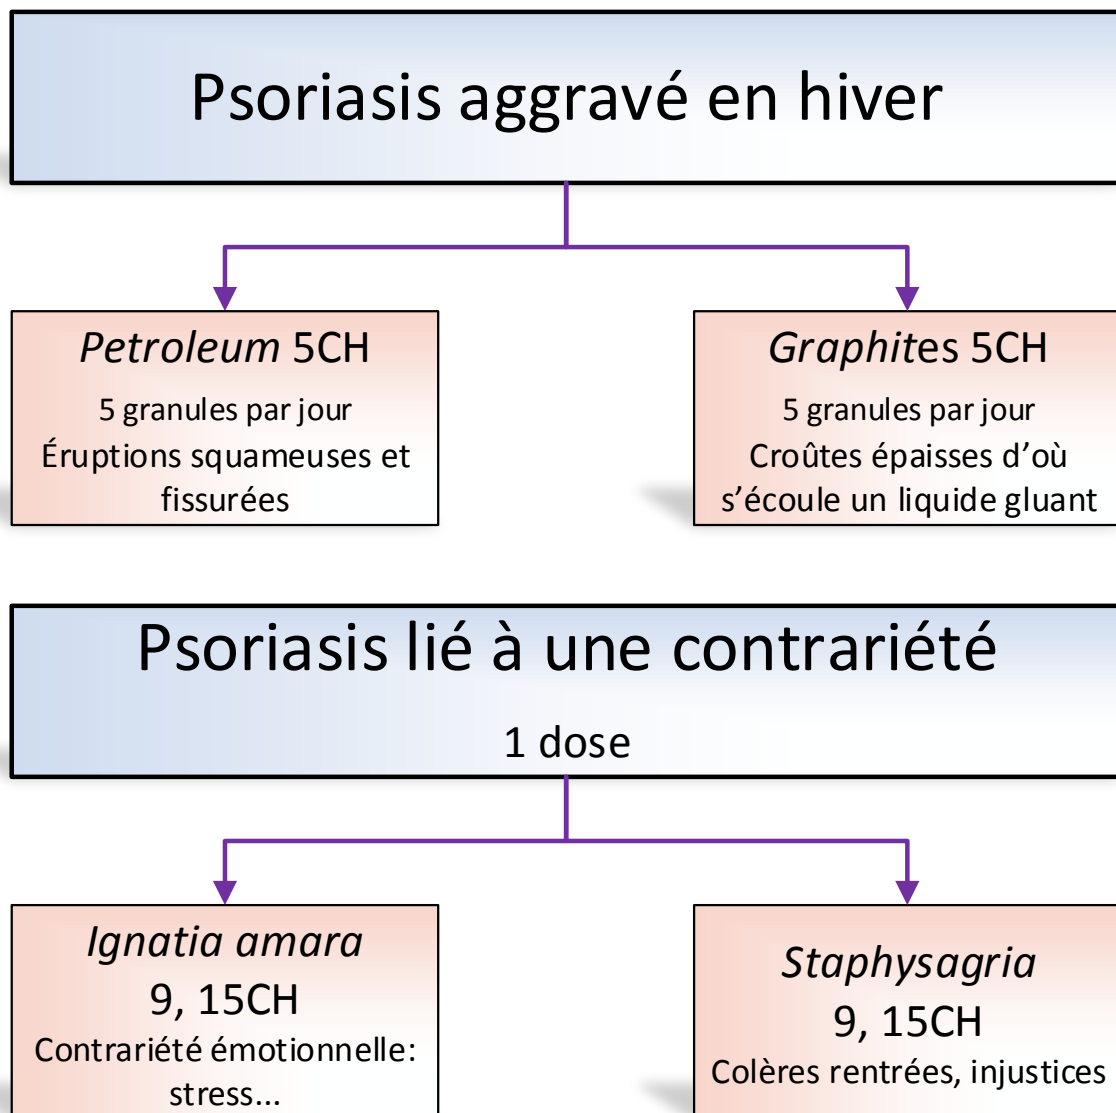 Psoriasis aggravé en hiver
Petroleum 5CH
5 granules par jour
Éruptions squameuses et
fissurées
Graphites 5CH
5 granules par jour
Croûtes épaisses d’où
s’écoule un liquide gluant
Psoriasis lié à une contrariété
1 dose
Ignatia amara
9, 15CH
Contrariété émotionnelle:
stress...
Staphysagria
9, 15CH
Colères rentrées, injustices